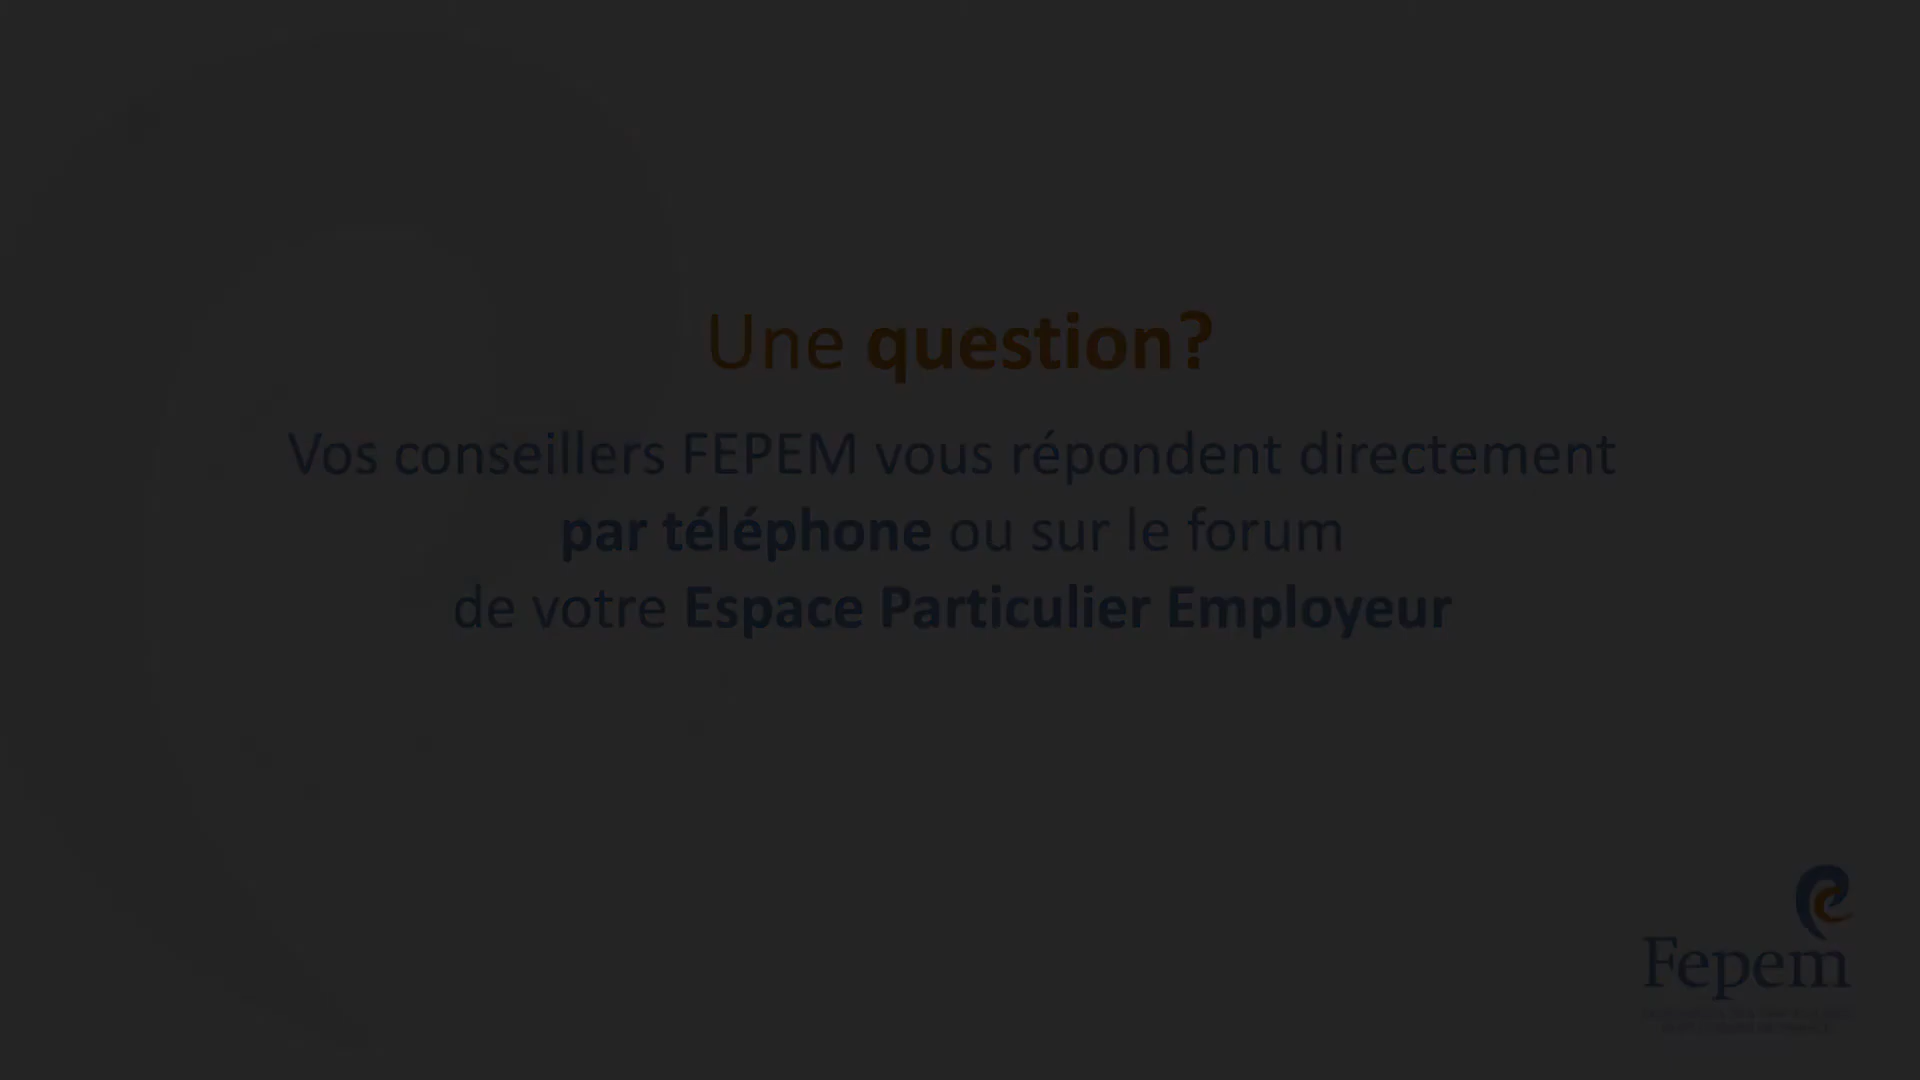 Une question?
Vos conseillers FEPEM vous répondent directement
par téléphone ou sur le forum
de votre Espace Particulier Employeur
Fepem